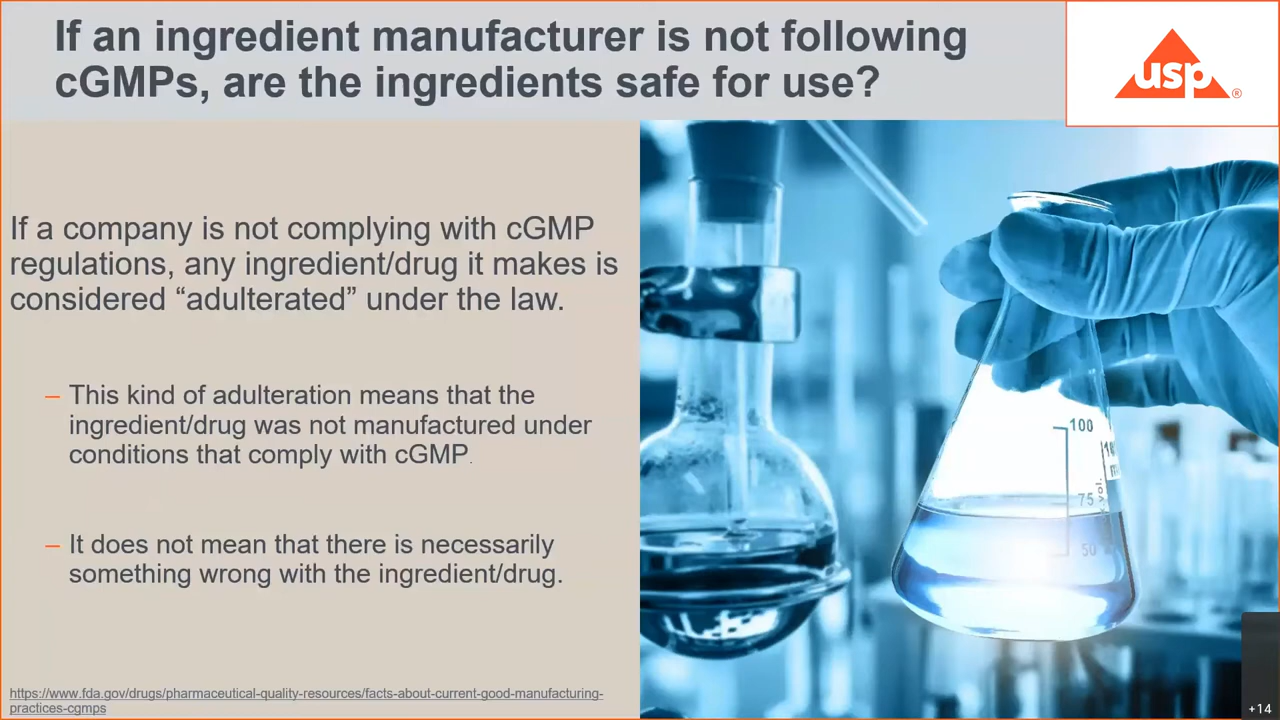 If an ingredient manufacturer is not following
cGMPs, are the ingredients safe for use?
usp®
If a company is not complying with cGMP
regulations, any ingredient/drug it makes is
considered “adulterated” under the law.
– This kind of adulteration means that the
ingredient/drug was not manufactured under
conditions that comply with cGMP.
– It does not mean that there is necessarily
something wrong with the ingredient/drug.
https://www.fda.gov/drugs/pharmaceutical-quality-resources/facts-about-current-good-manufacturing-
practices-cgmps
100
75
50
+14